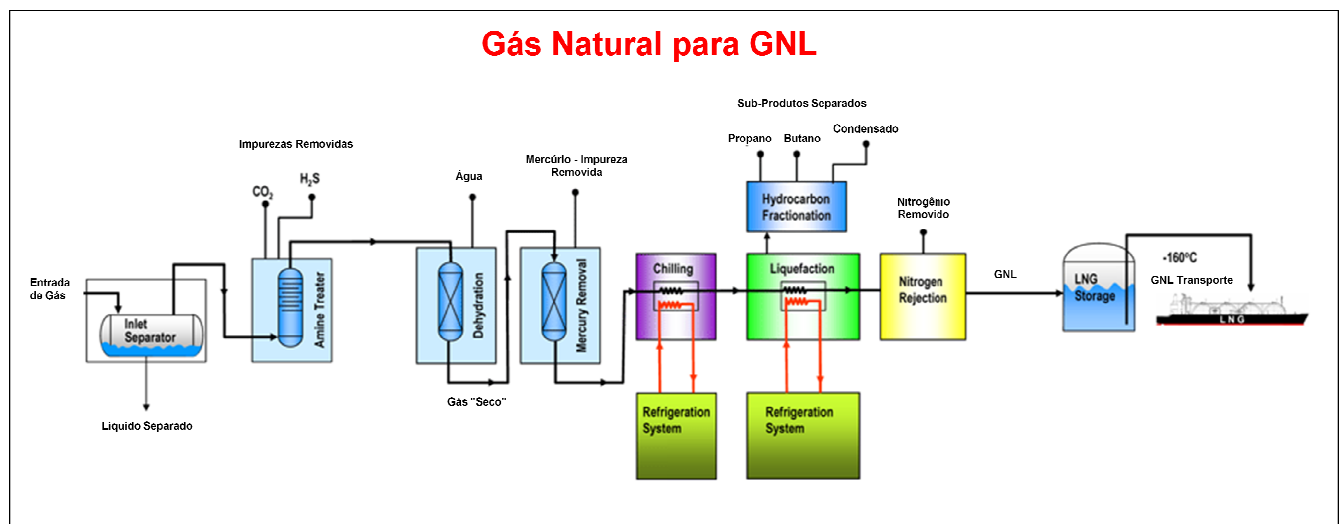 Gás Natural para GNL
Sub-Produtos Separados
Propano
Butano
Condensado
Impurezas Removidas
CO₂
H₂S
Água
Mercúrio - Impureza
Removida
Hydrocarbon
Fractionation
Nitrogênio
Removido
Entrada
de Gás
Inlet
Separator
Amine Treater
Dehydration
Mercury Removal
Chilling
Liquefaction
Nitrogen
Rejection
GNL
LNG
Storage
-160ºC
GNL Transporte
LNG
Líquido Separado
Gás "Seco"
Refrigeration
System
Refrigeration
System